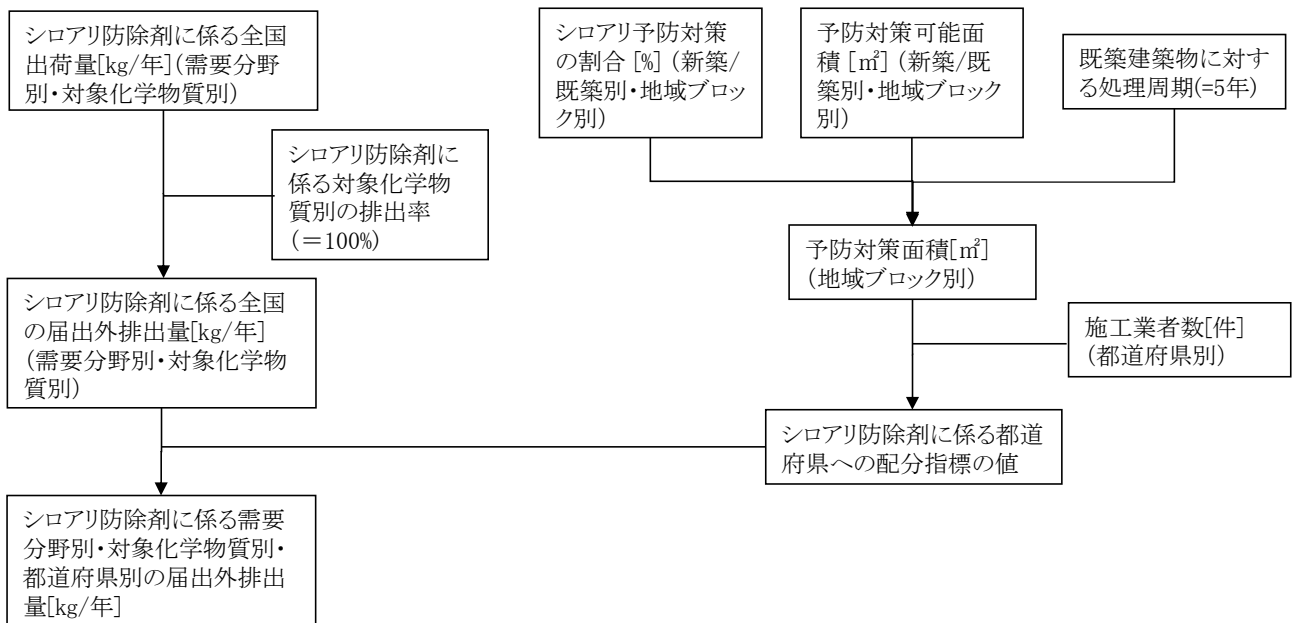 シロアリ防除剤に係る全国
出荷量[kg/年](需要分野
別・対象化学物質別)
シロアリ予防対策
の割合[%](新築/
既築別・地域ブロッ
ク別)
予防対策可能面
積[㎡](新築/既
築別・地域ブロック
別)
既築建築物に対す
る処理周期(=5年)
シロアリ防除剤に
係る対象化学物
質別の排出率
(=100%)
予防対策面積[㎡]
(地域ブロック別)
シロアリ防除剤に係る全国
の届出外排出量[kg/年]
(需要分野別・対象化学物
質別)
施工業者数[件]
(都道府県別)
シロアリ防除剤に係る都道
府県への配分指標の値
シロアリ防除剤に係る需要
分野別・対象化学物質別・
都道府県別の届出外排出
量[kg/年]